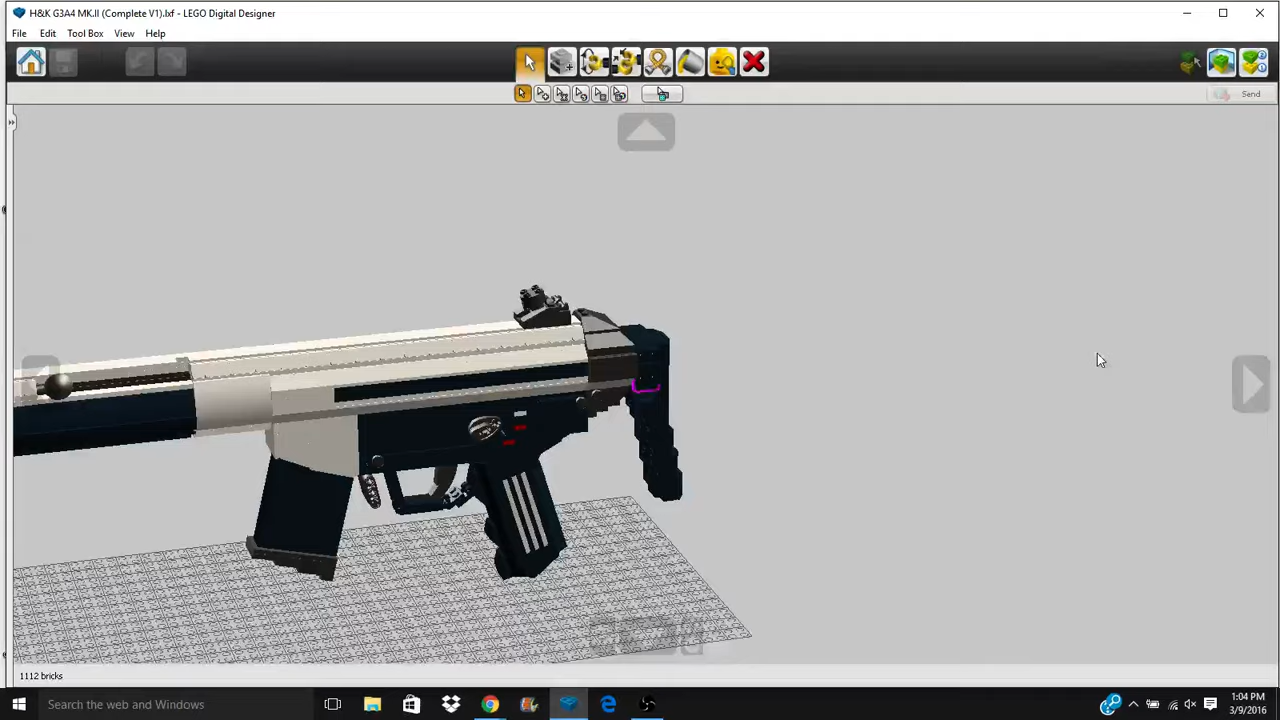 H&K G3A4 MK.II (Complete V1).lxf - LEGO Digital Designer
File Edit Tool Box View Help
Send
1112 bricks
Search the web and Windows
1:04 PM
3/9/2016